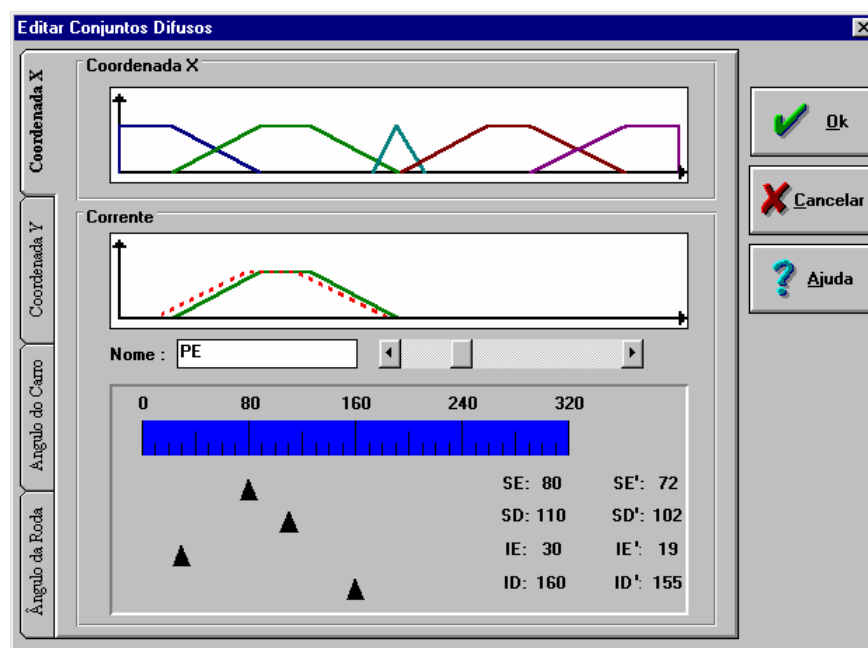 Editar Conjuntos Difusos
Coordenada X
Coordenada Y
Ângulo do Carro
Ângulo da Roda
Coordenada X
Corrente
Nome : PE
0 80 160 240 320
SE: 80 SE': 72
SD: 110 SD': 102
IE: 30 IE': 19
ID: 160 ID': 155
Ok
Cancelar
Ajuda